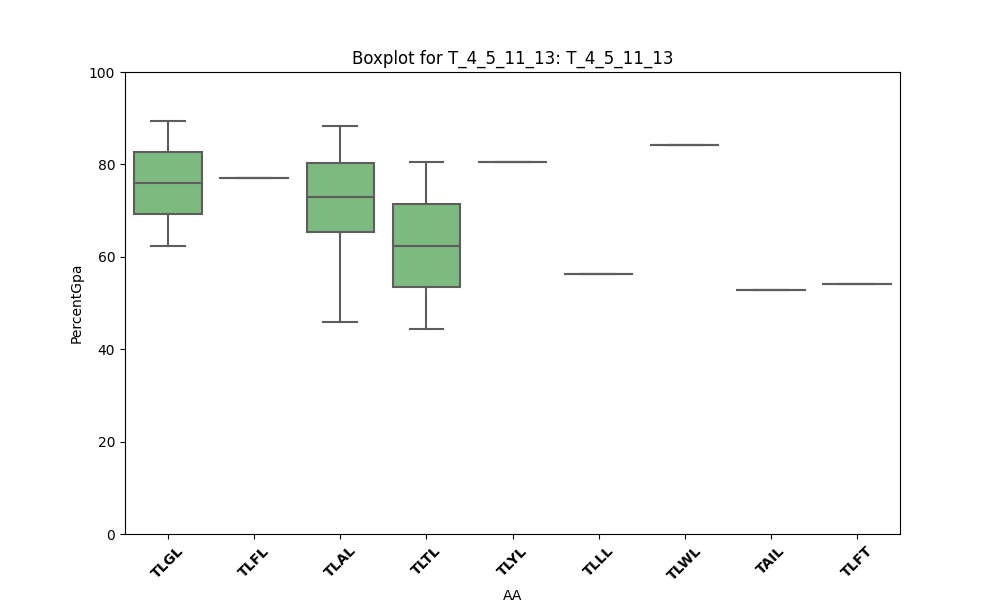 Boxplot for T_4_5_11_13: T_4_5_11_13
PercentGpa
100
80
60
40
20
0
TLGL TLFL TLAL TLTL TLYL TLLL TLWL TAIL TLFT
AA